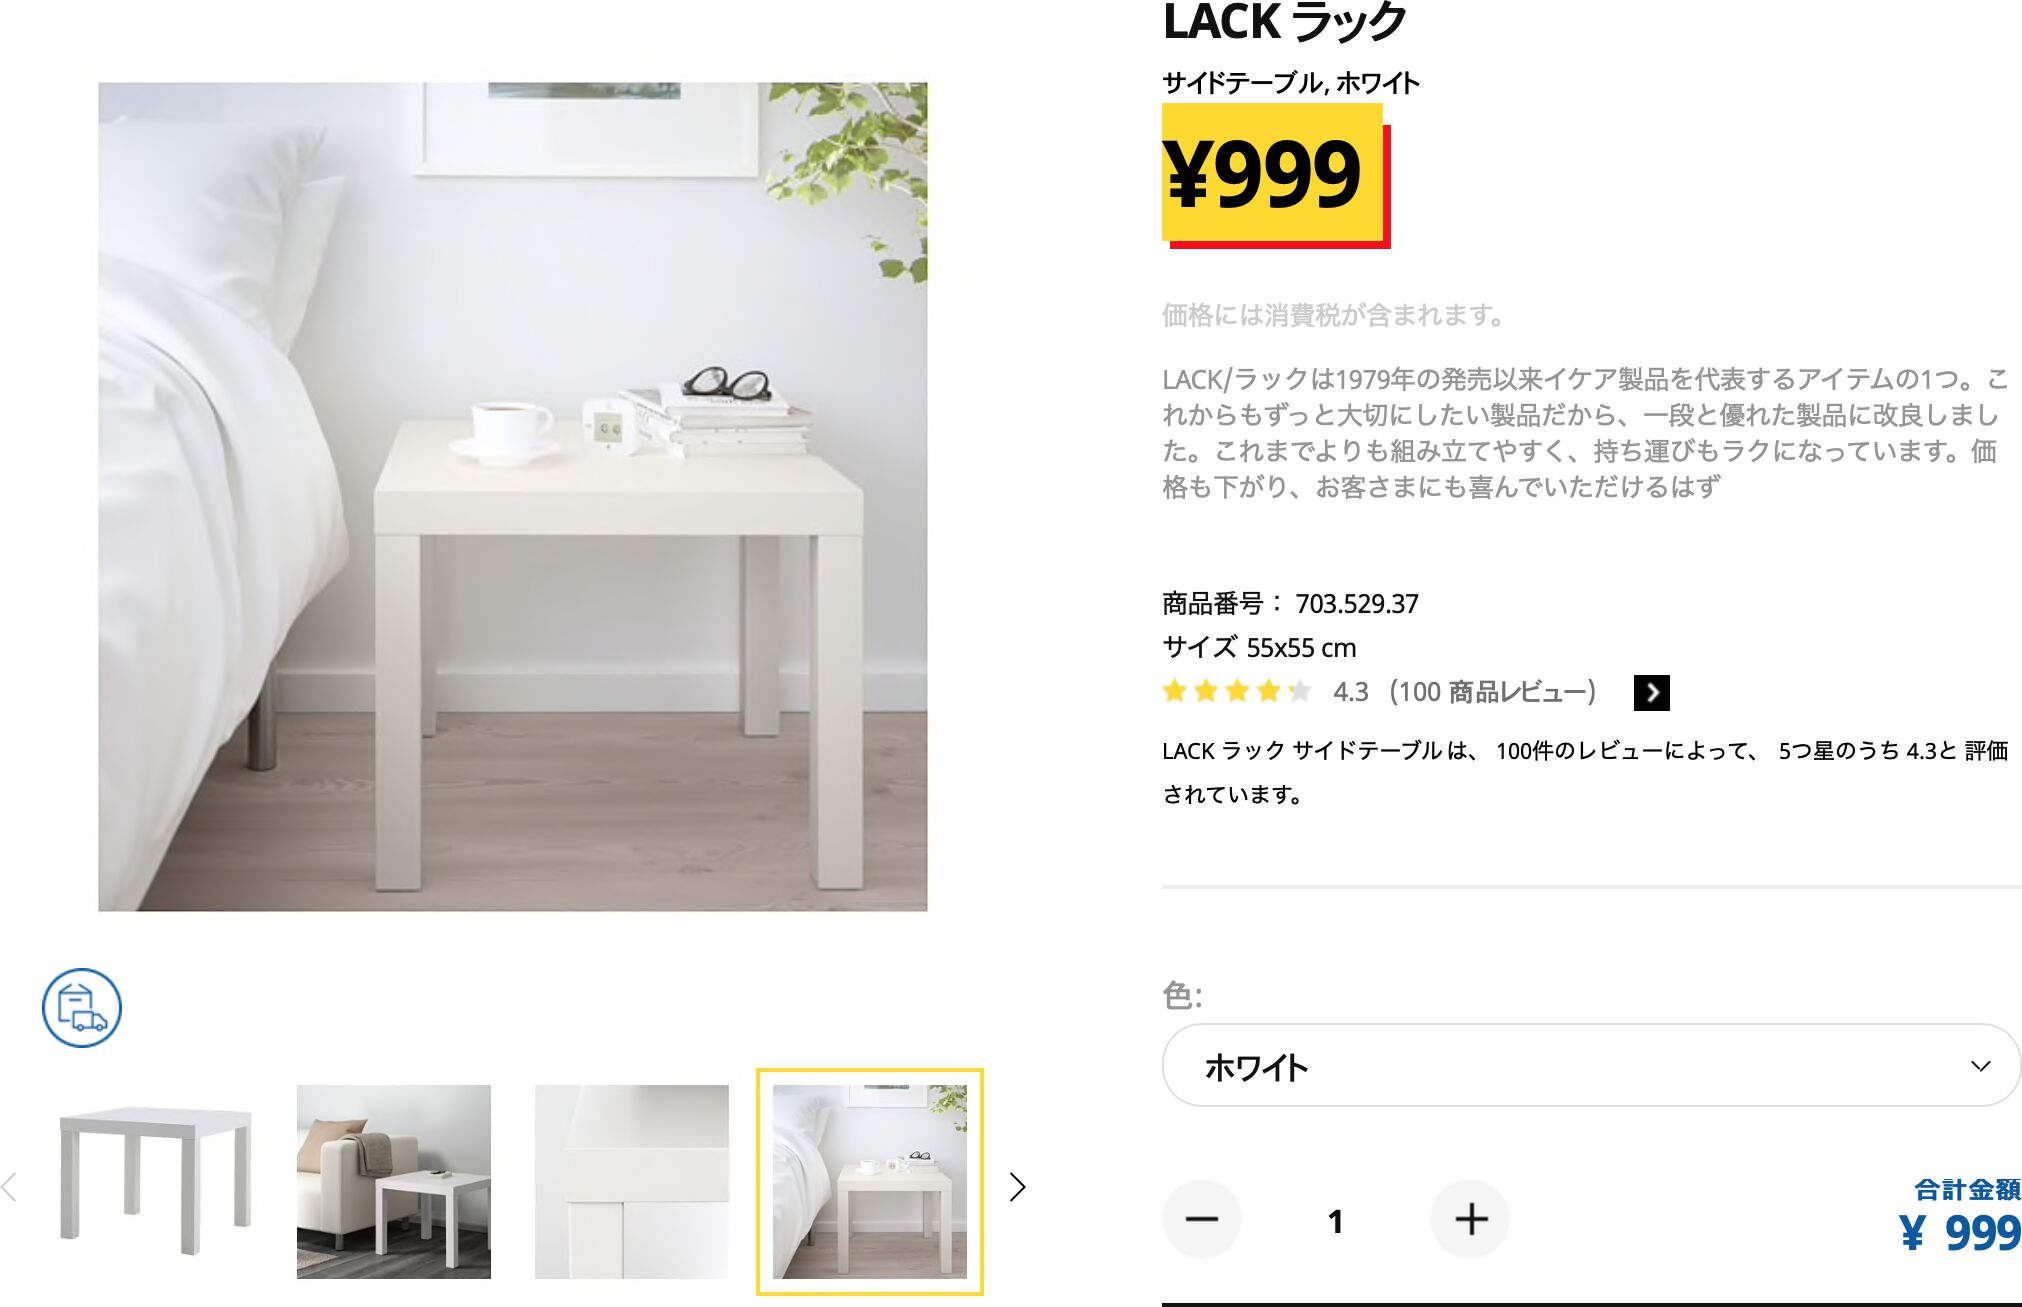 LACK ラック
サイドテーブル, ホワイト
¥999
価格には消費税が含まれます。
LACK/ラックは1979年の発売以来イケア製品を代表するアイテムの1つ。こ
れからもずっと大切にしたい製品だから、一段と優れた製品に改良しまし
た。これまでよりも組み立てやすく、持ち運びもラクになっています。価
格も下がり、お客さまにも喜んでいただけるはず
商品番号： 703.529.37
サイズ 55x55 cm
4.3 (100 商品レビュー)
LACK ラック サイドテーブル は、 100件のレビューによって、 5つ星のうち 4.3と 評価
されています。
色:
ホワイト
1
合計金額
¥ 999